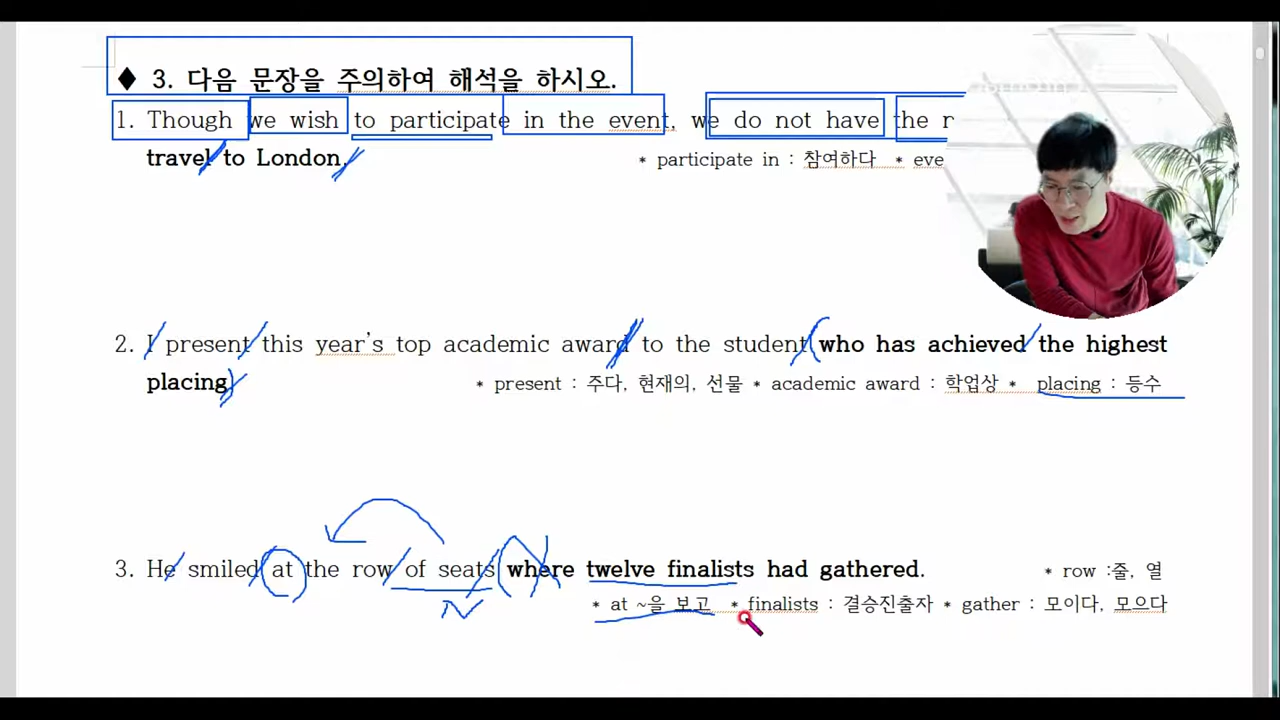 ◆ 3. 다음 문장을 주의하여 해석을 하시오.
1. Though we wish to participate in the event, we do not have the
travel to London. * participate in : 참여하다 * eve
2. I present this year's top academic award to the student who has achieved the highest
placing. * present : 주다, 현재의, 선물 * academic award : 학업상 * placing : 등수
3. He smiled at the row of seats where twelve finalists had gathered. * row :줄, 열
* at ~을 보고 * finalists : 결승진출자 * gather : 모이다, 모으다